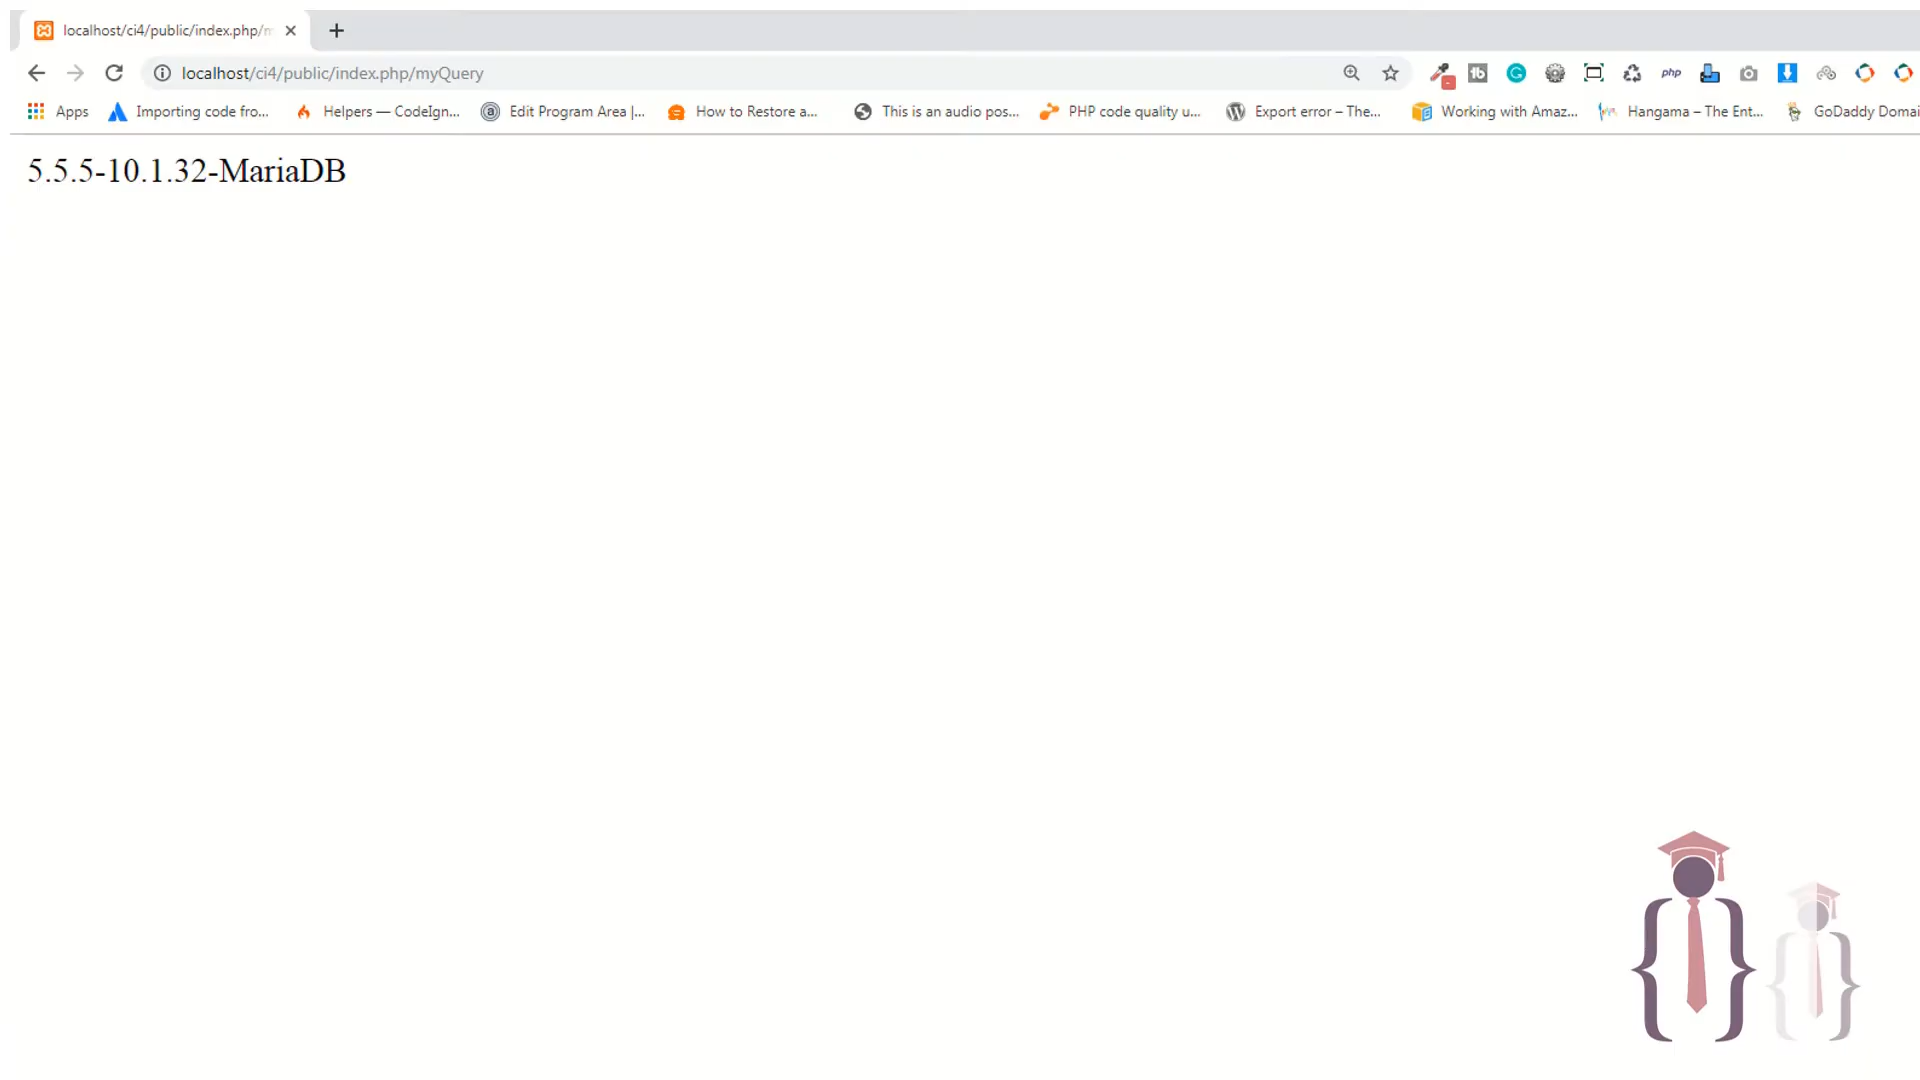 localhost/ci4/public/index.php/m
localhost/ci4/public/index.php/myQuery
php
Apps
Importing code fro...
Helpers — CodeIgn...
Edit Program Area |...
How to Restore a...
This is an audio pos...
PHP code quality u...
Export error – The...
Working with Amaz...
Hangama – The Ent...
GoDaddy Domai
5.5.5-10.1.32-MariaDB